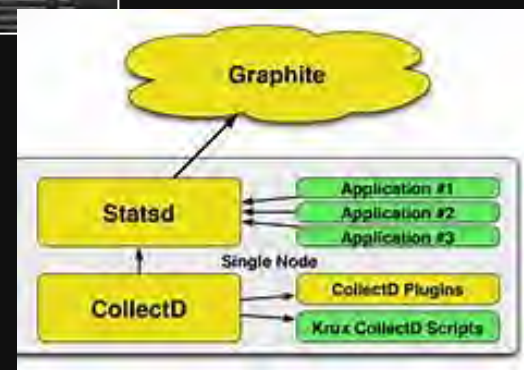 Graphite
Statsd
Application #1
Application #2
Application #3
Single Node
CollectD
CollectD Plugins
Krux CollectD Scripts